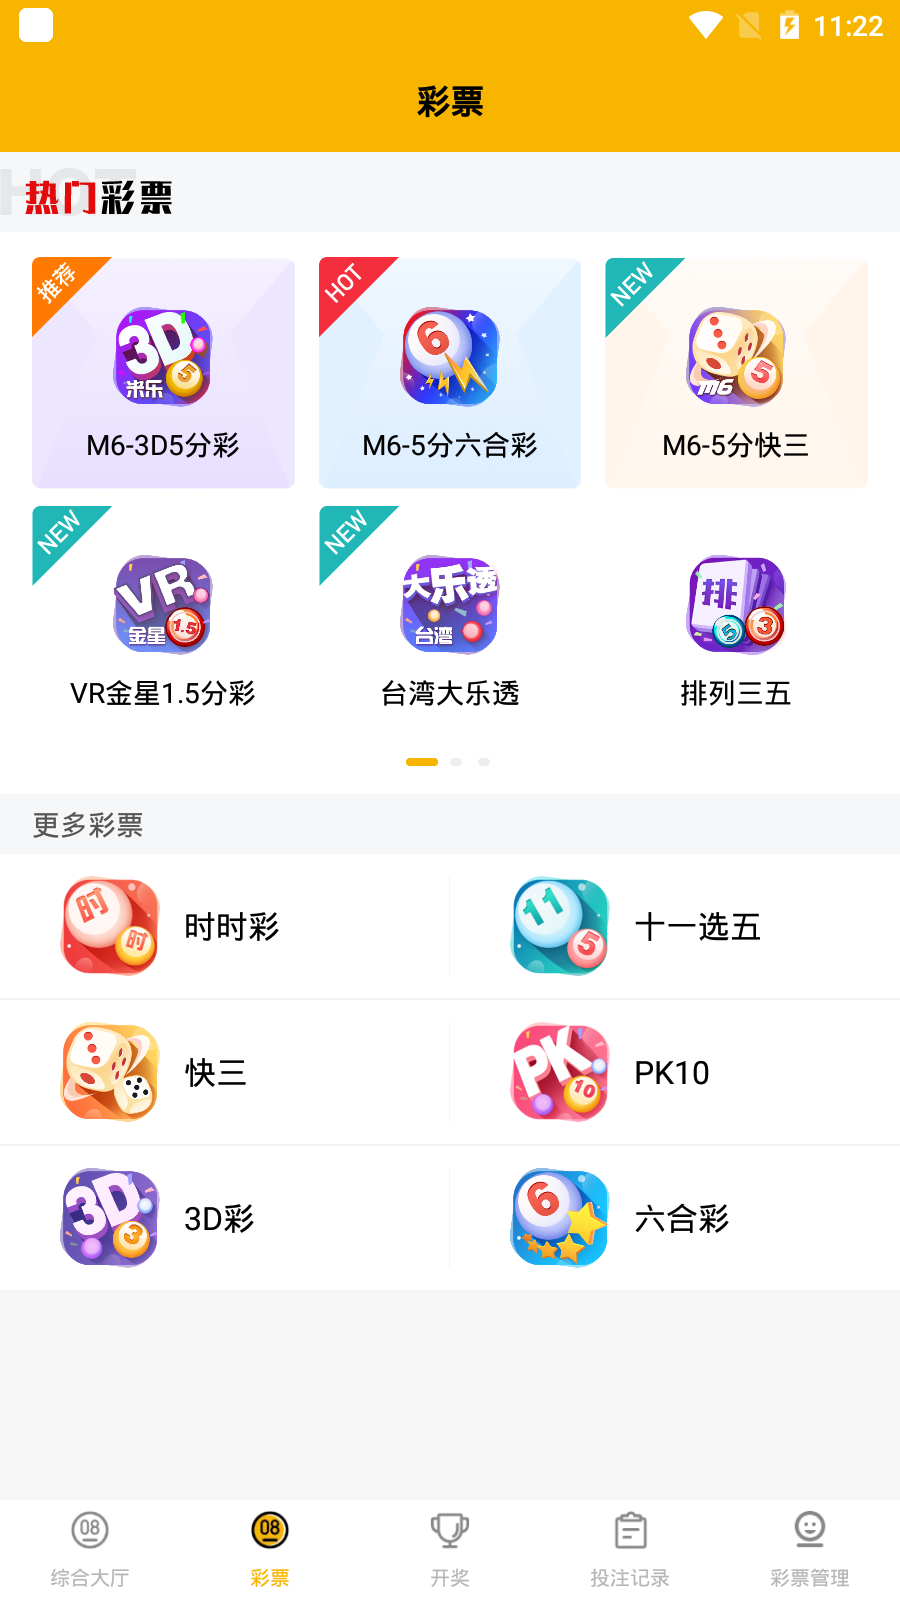 11:22
彩票
HOT
热门彩票
推荐
HOT
NEW
3D
5
米乐
6
5
M6
M6-3D5分彩
M6-5分六合彩
M6-5分快三
NEW
NEW
VR
1.5
金星
大乐透
台湾
排
5
3
VR金星1.5分彩
台湾大乐透
排列三五
更多彩票
时
时
时时彩
11
5
十一选五
快三
PK
10
PK10
3D
3
3D彩
6
六合彩
08
08
综合大厅
彩票
开奖
投注记录
彩票管理